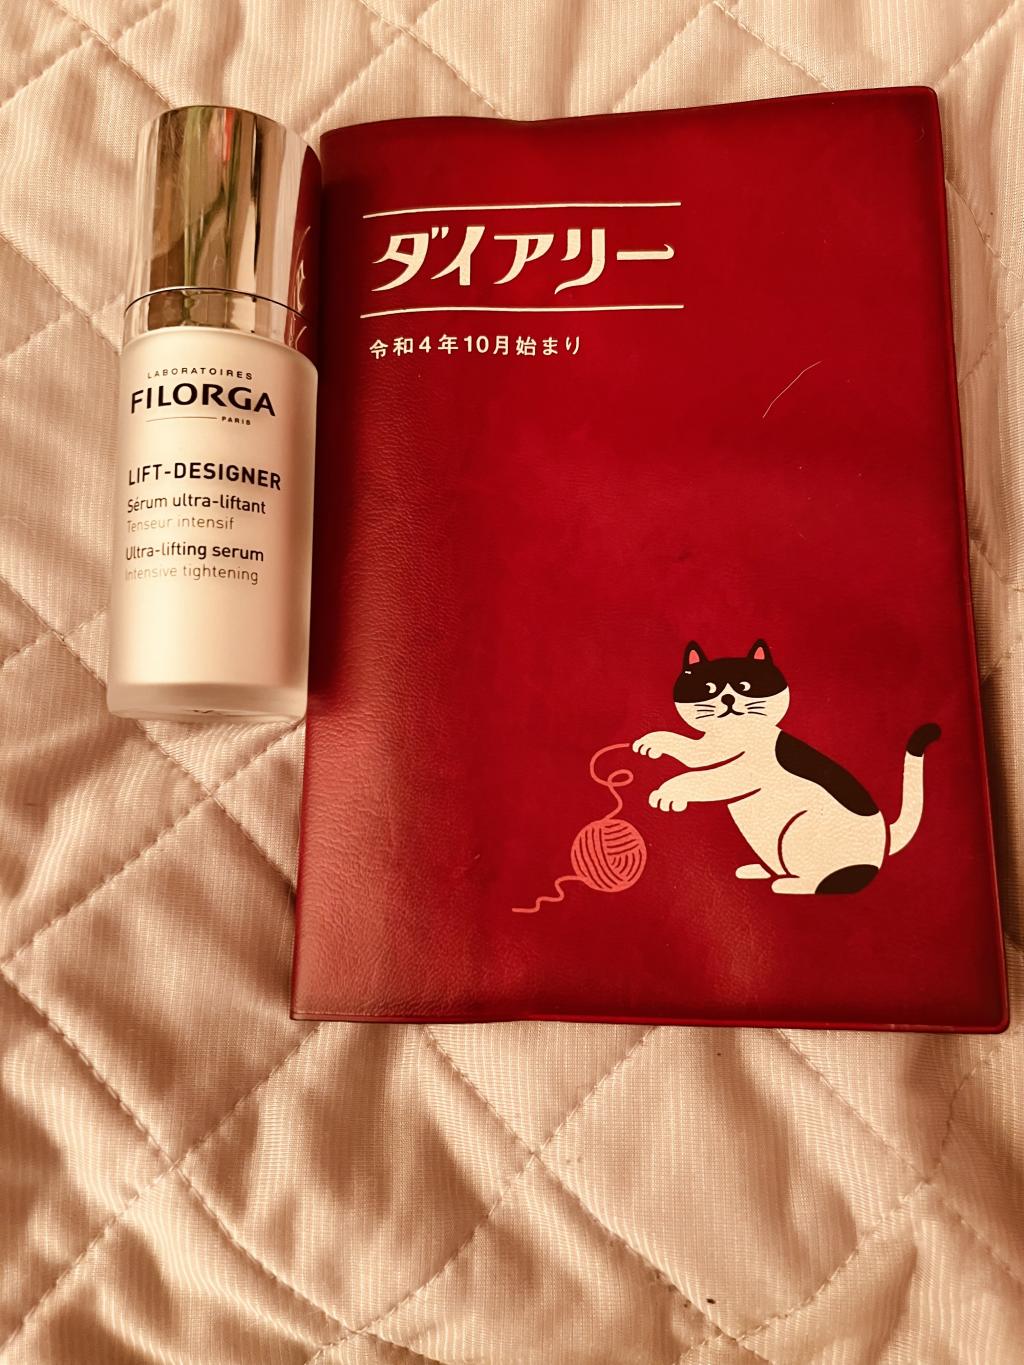 LABORATOIRES
FILORGA
PARIS
LIFT-DESIGNER
Sérum ultra-liftant
Tenseur intensif
Ultra-lifting serum
Intensive tightening
ダイアリー
令和4年10月始まり